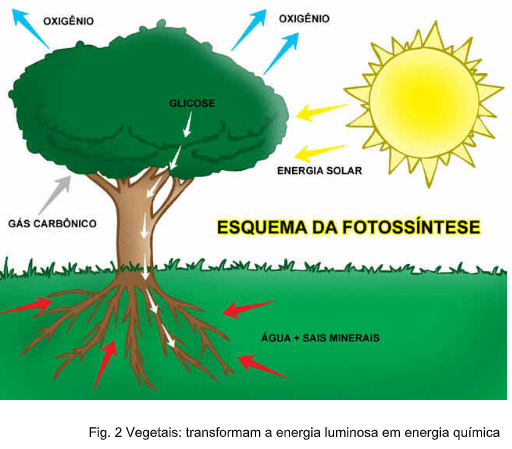 OXIGÊNIO
OXIGÊNIO
GLICOSE
ENERGIA SOLAR
GÁS CARBÔNICO
ESQUEMA DA FOTOSSÍNTESE
ÁGUA + SAIS MINERAIS
Fig. 2 Vegetais: transformam a energia luminosa em energia química